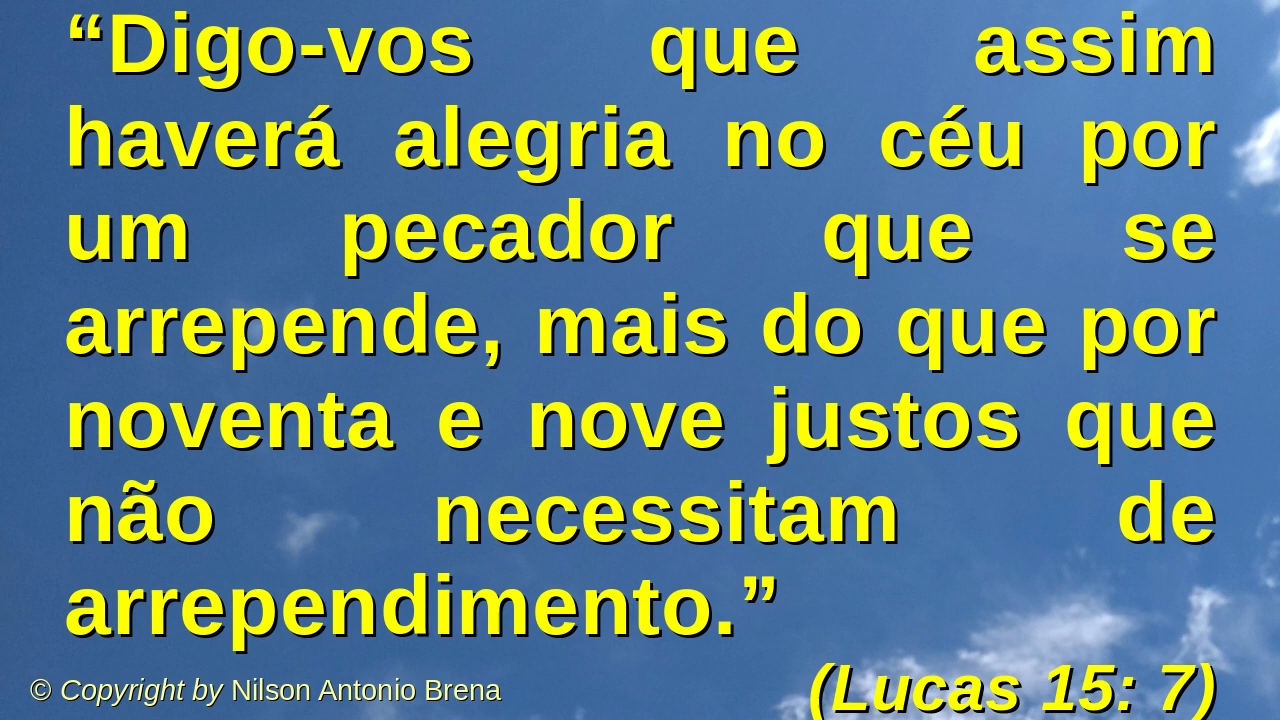 “Digo-vos que assim
haverá alegria no céu por
um pecador que se
arrepende, mais do que por
noventa e nove justos que
não necessitam de
arrependimento.”
(Lucas 15: 7)
© Copyright by Nilson Antonio Brena